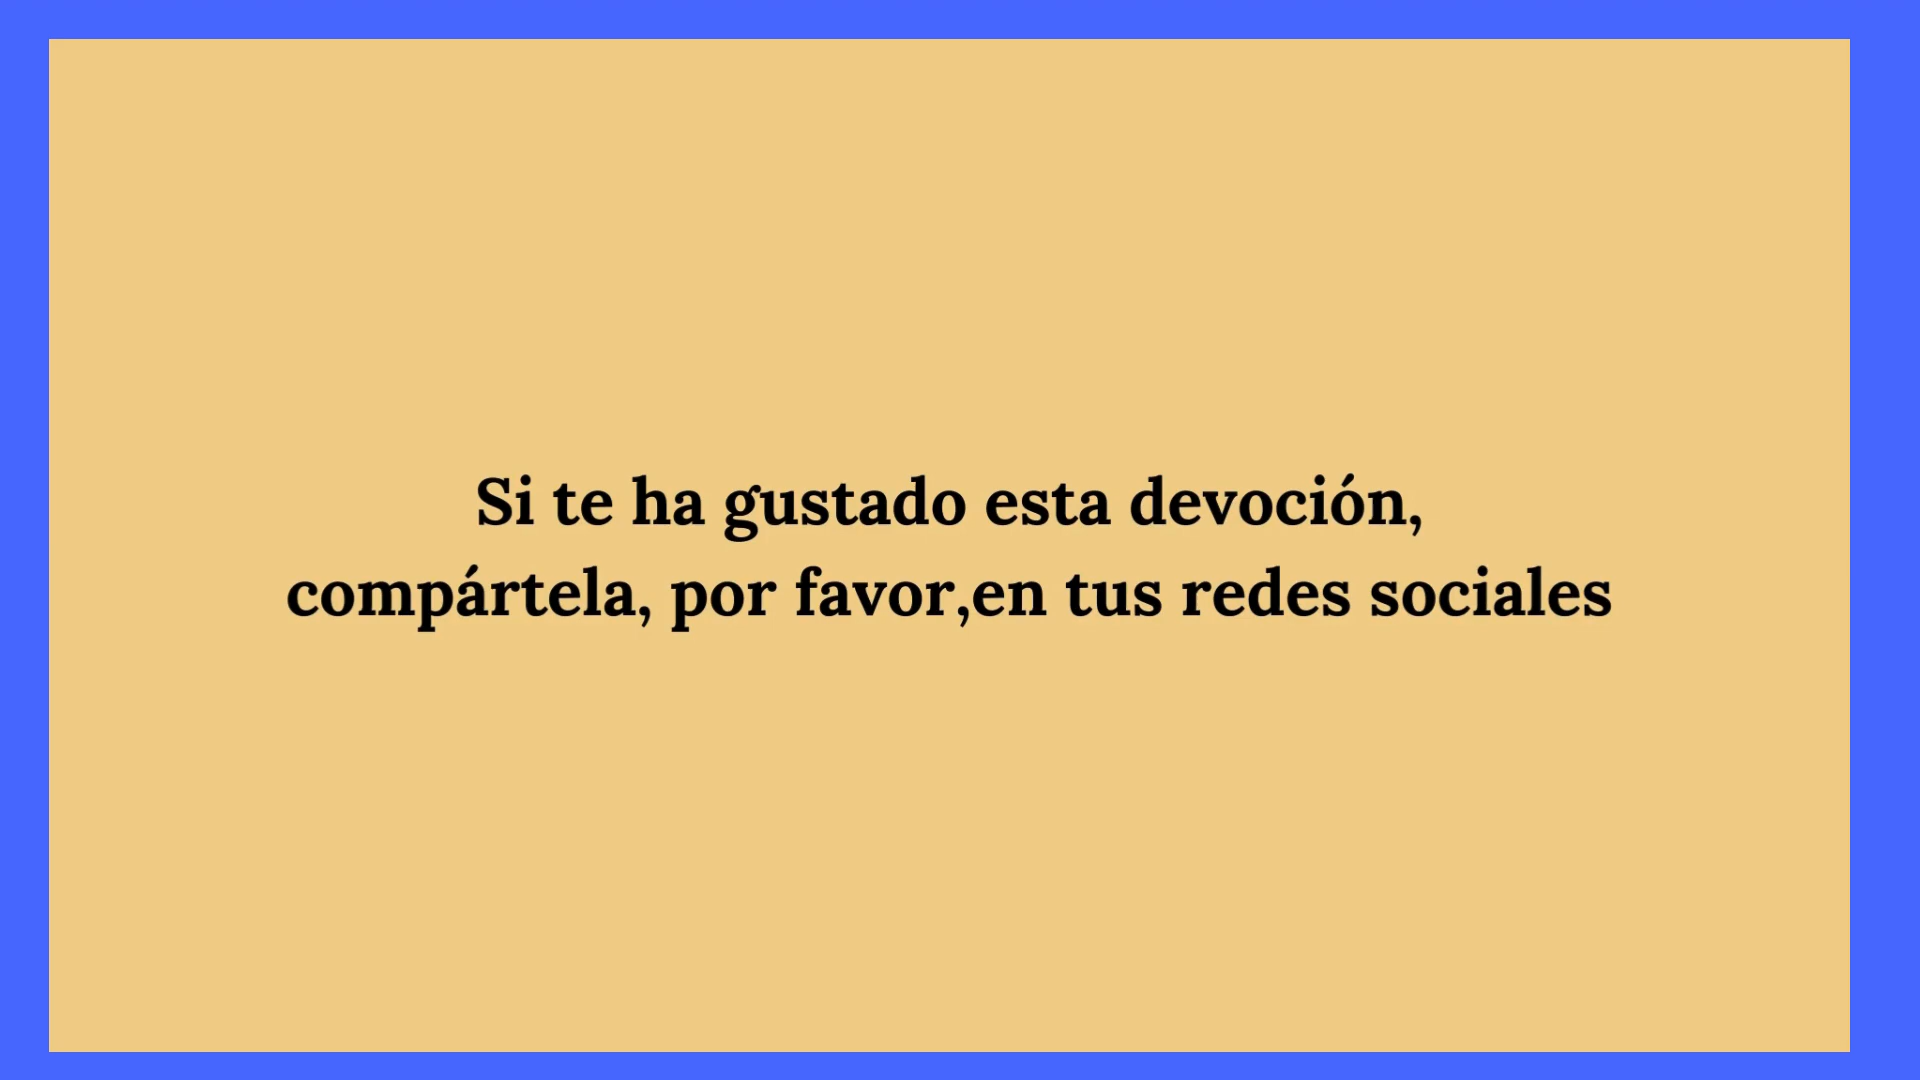 Si te ha gustado esta devoción,
compártela, por favor,en tus redes sociales